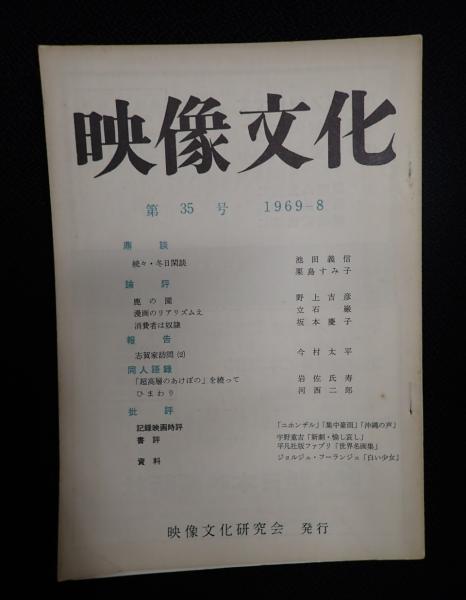 映像文化
第 35 号 1969-8
鼎談
続々・冬日閑談 池田義信
栗島すみ子
論評
鹿の園 野上吉彦
漫画のリアリズムえ 立石巌
消費者は奴隷 坂本慶子
報告
志賀家訪問(2) 今村太平
同人語録
「超高層のあけぼの」を繞って 岩佐氏寿
ひまわり 河西二郎
批評
記録映画時評 「ニホンザル」「集中豪雨」「沖縄の声」
書評 宇野重吉「新劇・愉し哀し」
平凡社版ファブリ「世界名画集」
資料 ジョルジュ・フーランジュ「白い少女」
映像文化研究会 発行